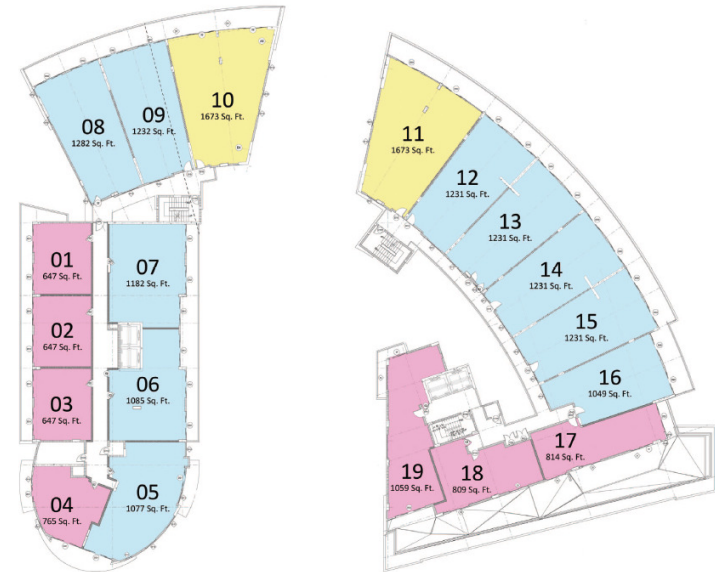 10
1673 Sq. Ft.
09
1232 Sq. Ft.
08
1282 Sq. Ft.
11
1673 Sq. Ft.
12
1231 Sq. Ft.
13
1231 Sq. Ft.
14
1231 Sq. Ft.
15
1231 Sq. Ft.
16
1049 Sq. Ft.
01
647 Sq. Ft.
07
1182 Sq. Ft.
02
647 Sq. Ft.
03
647 Sq. Ft.
06
1085 Sq. Ft.
04
765 Sq. Ft.
05
1077 Sq. Ft.
17
814 Sq. Ft.
18
809 Sq. Ft.
19
1059 Sq. Ft.